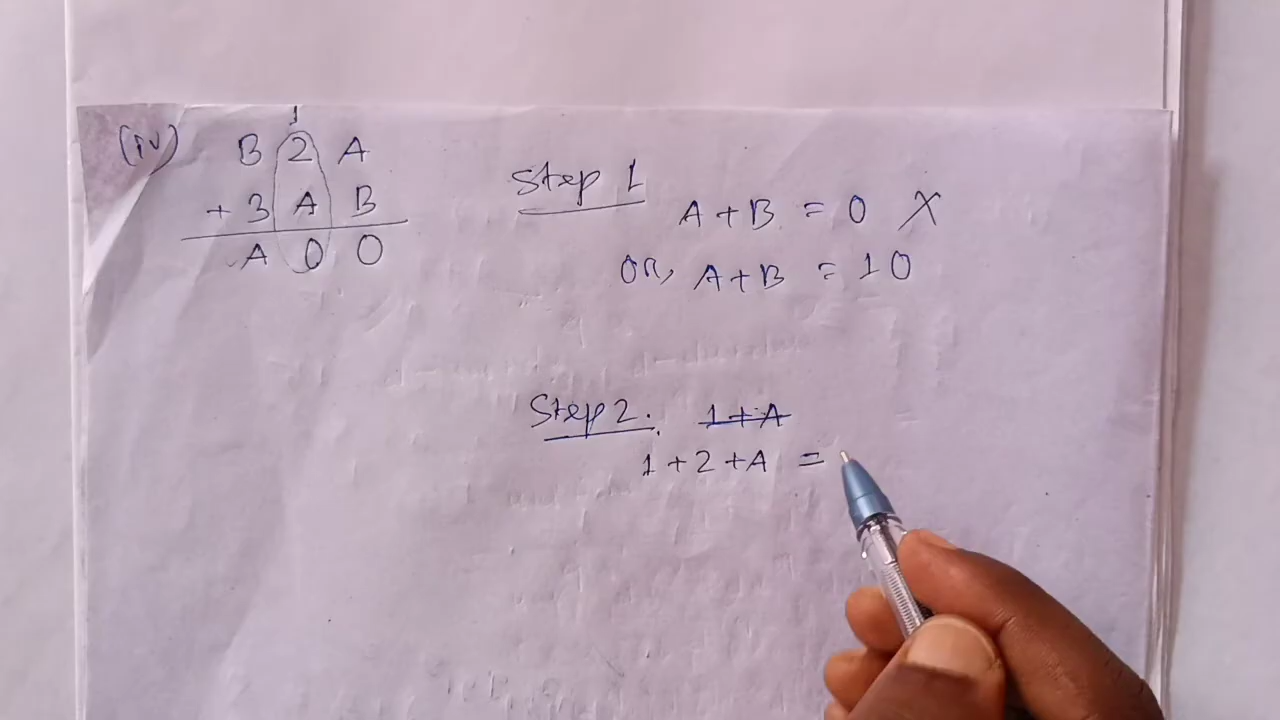 (iv)
1
B 2 A
+ 3 A B
A 0 0
Step 1
A + B = 0 X
OR, A + B = 10
Step 2. 1 + A
1 + 2 + A =